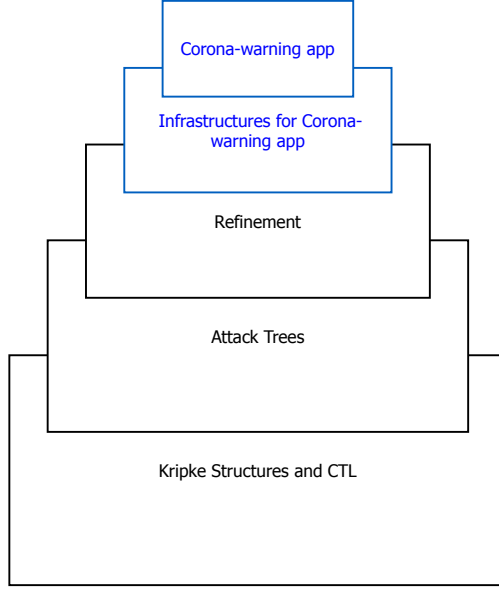 Corona-warning app
Infrastructures for Corona-
warning app
Refinement
Attack Trees
Kripke Structures and CTL